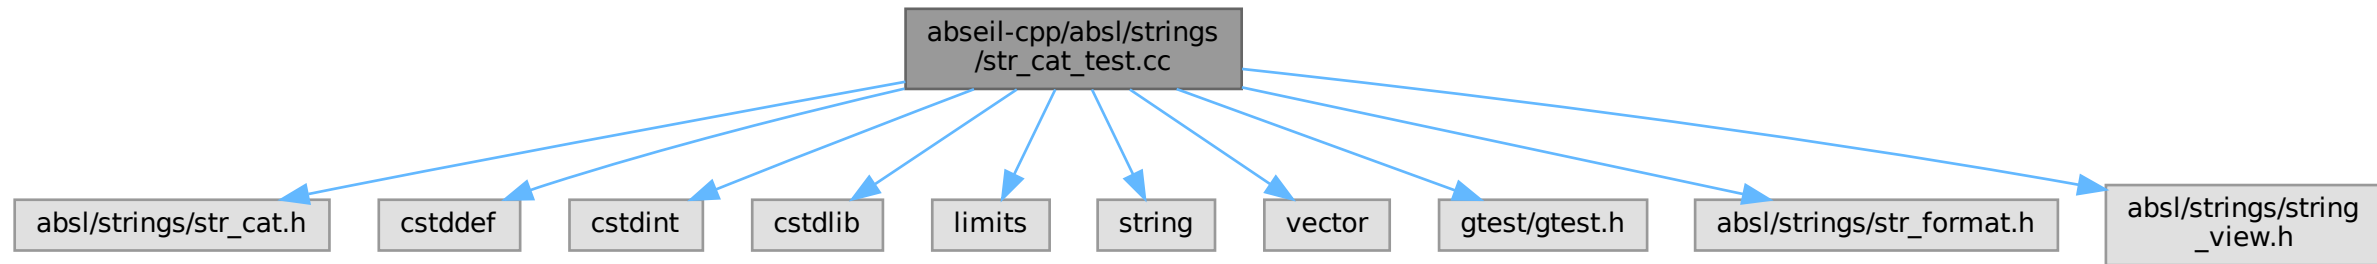 abseil-cpp/absl/strings
/str_cat_test.cc
absl/strings/str_cat.h
cstddef
cstdint
cstdlib
limits
string
vector
gtest/gtest.h
absl/strings/str_format.h
absl/strings/string
_view.h